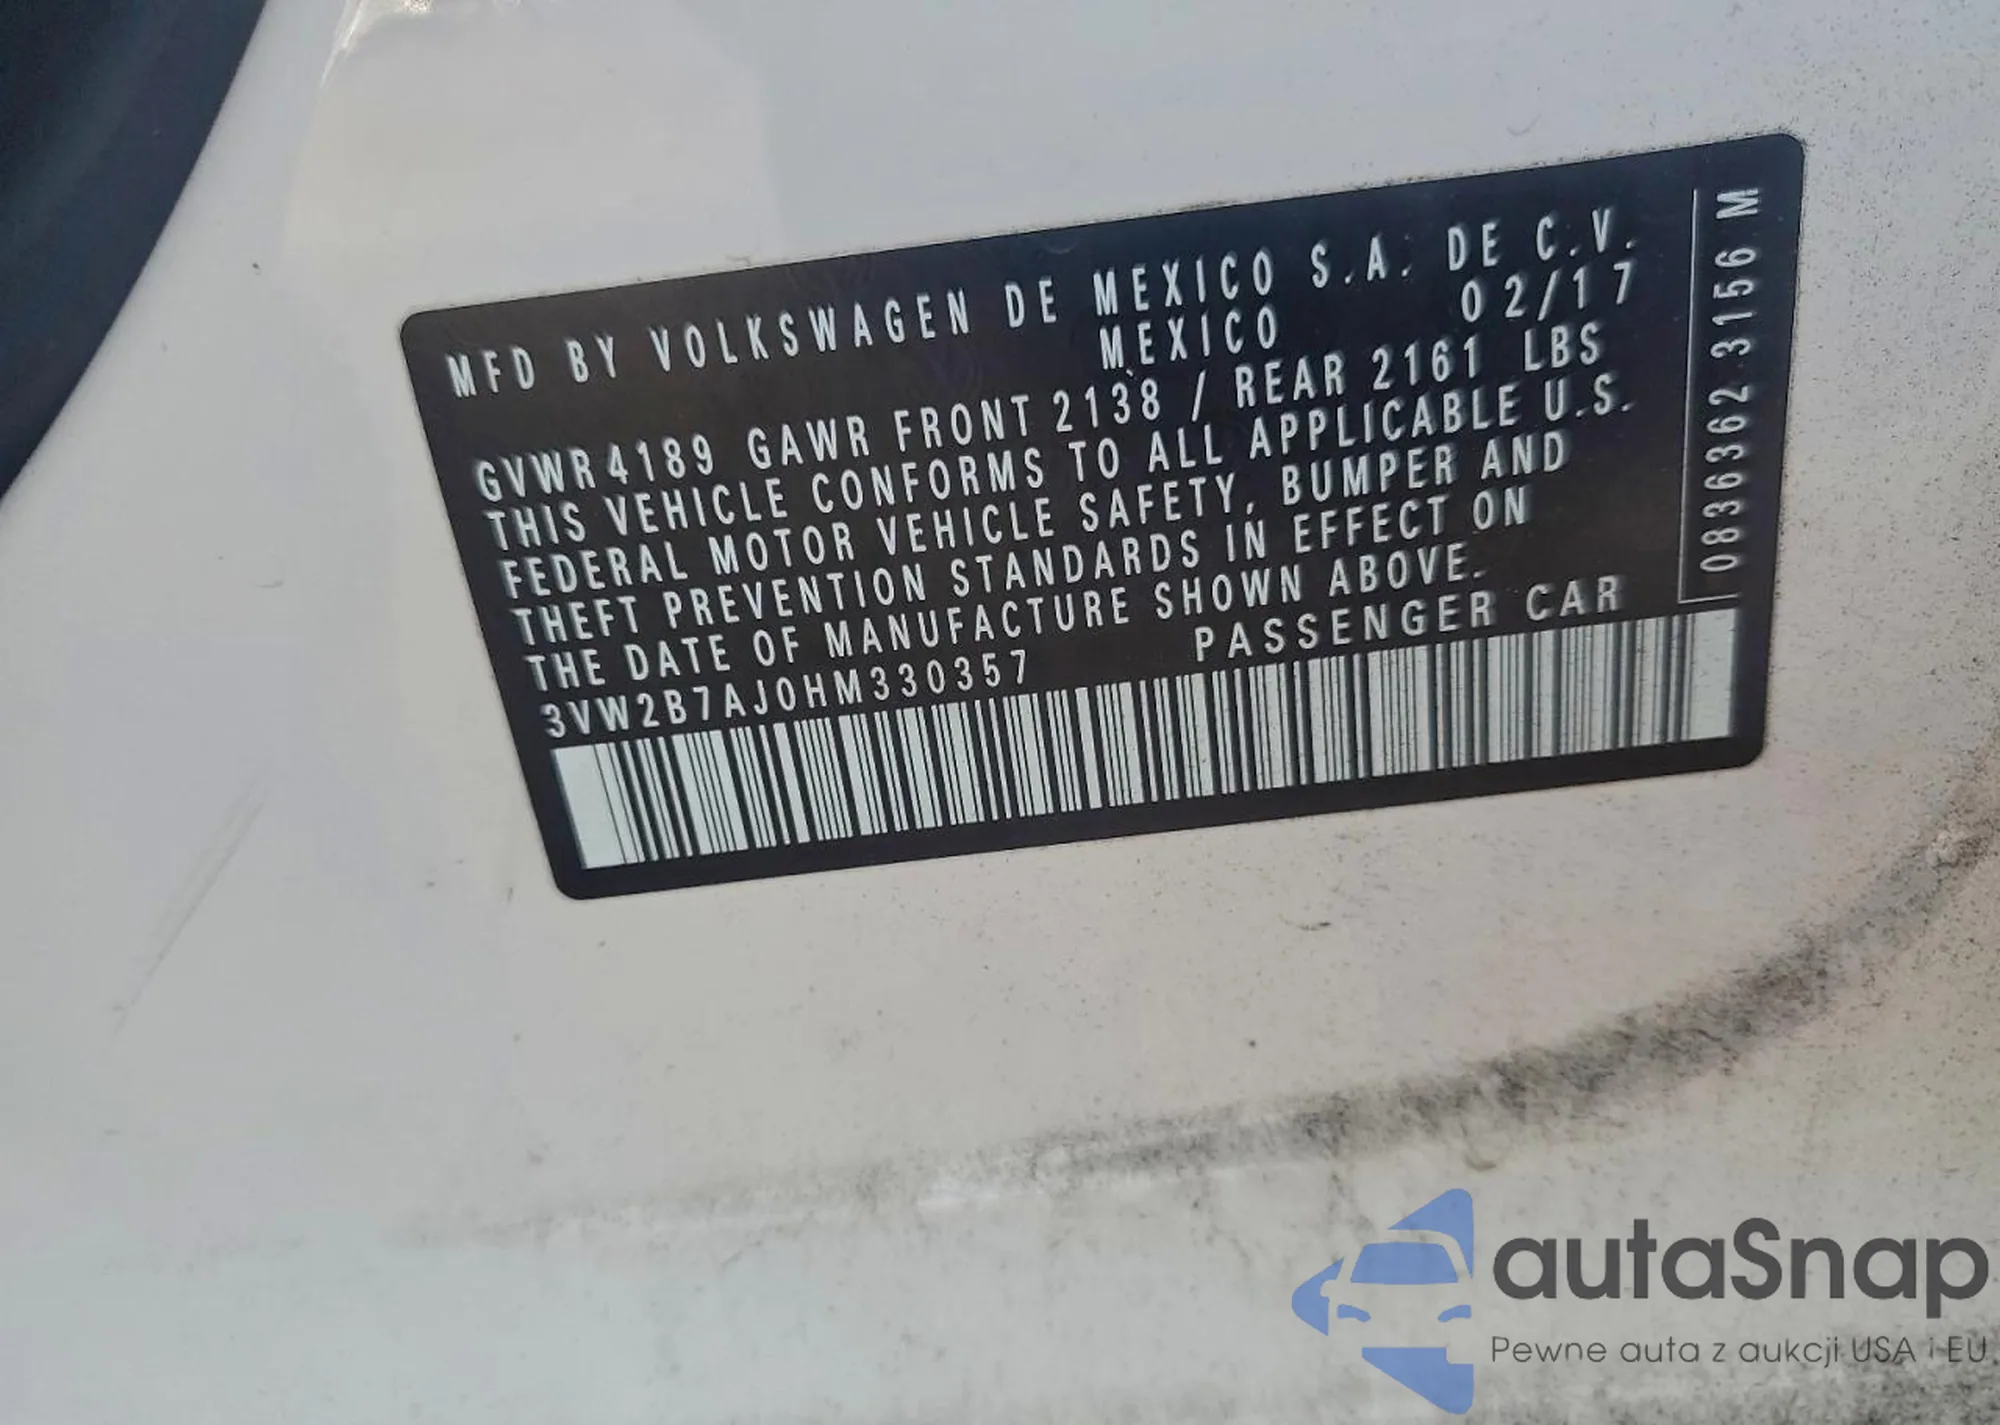 MFD BY VOLKSWAGEN DE MEXICO S.A. DE C.V.
MEXICO 02/17
GVWR 4189 GAWR FRONT 2138 / REAR 2161 LBS
THIS VEHICLE CONFORMS TO ALL APPLICABLE U.S.
FEDERAL MOTOR VEHICLE SAFETY, BUMPER AND
THEFT PREVENTION STANDARDS IN EFFECT ON
THE DATE OF MANUFACTURE SHOWN ABOVE.
3VW2B7AJ0HM330357 PASSENGER CAR
0836362.3156 M
autaSnap
Pewne auta z aukcji USA i EU